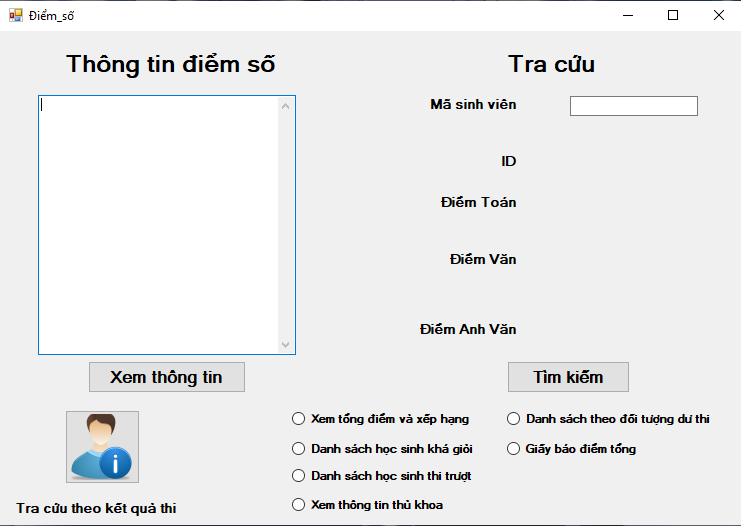 Điểm_số
Thông tin điểm số
Tra cứu
Mã sinh viên
ID
Điểm Toán
Điểm Văn
Điểm Anh Văn
Xem thông tin
Tìm kiếm
Xem tổng điểm và xếp hạng
Danh sách theo đối tượng dư thi
Danh sách học sinh khá giỏi
Giấy báo điểm tổng
Danh sách học sinh thi trượt
Xem thông tin thủ khoa
Tra cứu theo kết quả thi